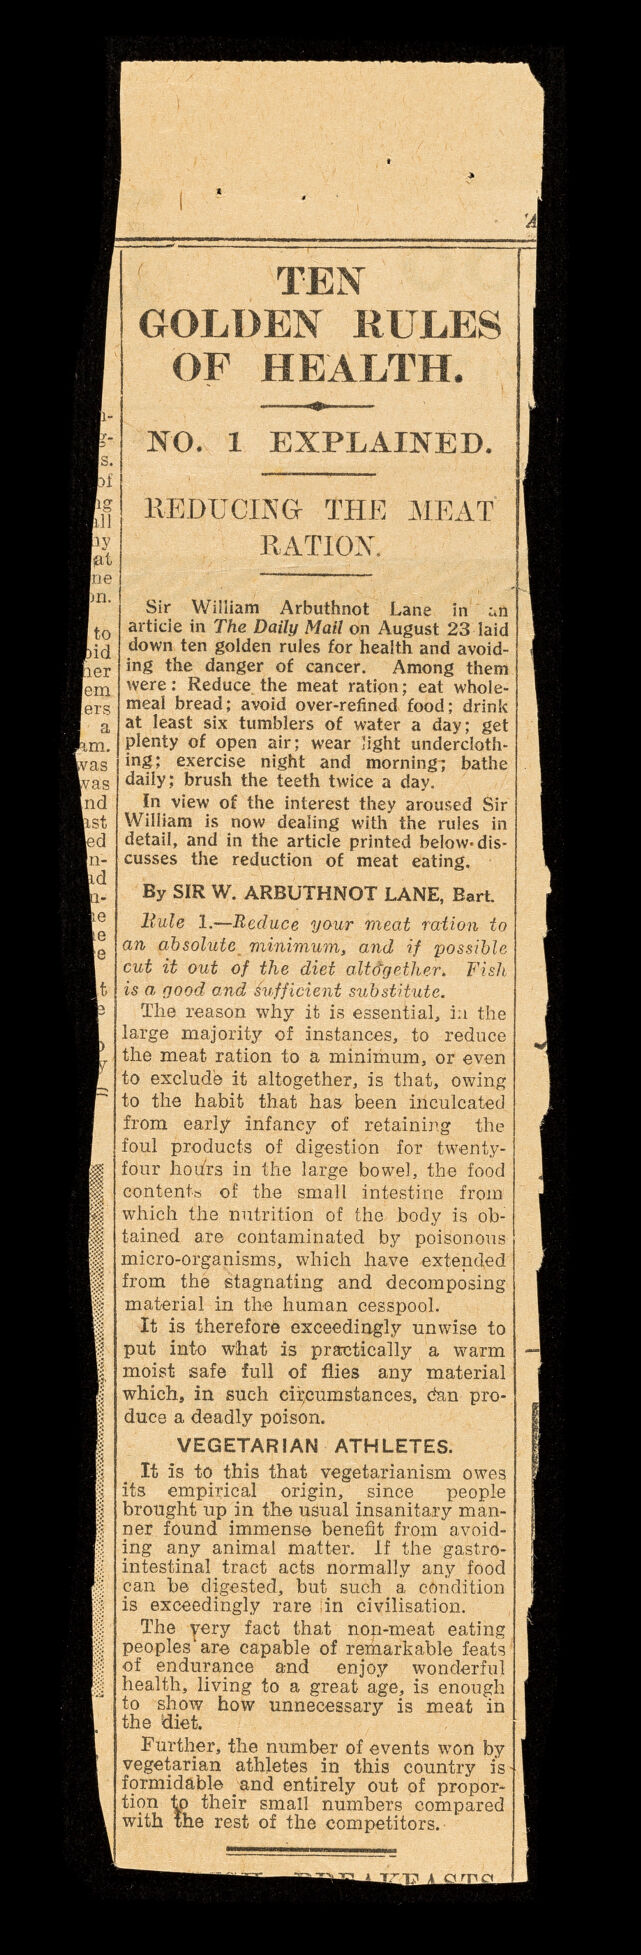 TEN
GOLDEN RULES
OF HEALTH.
NO. 1 EXPLAINED.
REDUCING THE MEAT
RATION.
Sir William Arbuthnot Lane in an
article in The Daily Mail on August 23 laid
down ten golden rules for health and avoid-
ing the danger of cancer. Among them
were: Reduce the meat ration; eat whole-
meal bread; avoid over-refined food; drink
at least six tumblers of water a day; get
plenty of open air; wear light undercloth-
ing; exercise night and morning; bathe
daily; brush the teeth twice a day.
In view of the interest they aroused Sir
William is now dealing with the rules in
detail, and in the article printed below dis-
cusses the reduction of meat eating.
By SIR W. ARBUTHNOT LANE, Bart.
Rule 1.—Reduce your meat ration to
an absolute minimum, and if possible
cut it out of the diet altogether. Fish
is a good and sufficient substitute.
The reason why it is essential, in the
large majority of instances, to reduce
the meat ration to a minimum, or even
to exclude it altogether, is that, owing
to the habit that has been inculcated
from early infancy of retaining the
foul products of digestion for twenty-
four hours in the large bowel, the food
contents of the small intestine from
which the nutrition of the body is ob-
tained are contaminated by poisonous
micro-organisms, which have extended
from the stagnating and decomposing
material in the human cesspool.
It is therefore exceedingly unwise to
put into what is practically a warm
moist safe full of flies any material
which, in such circumstances, can pro-
duce a deadly poison.
VEGETARIAN ATHLETES.
It is to this that vegetarianism owes
its empirical origin, since people
brought up in the usual insanitary man-
ner found immense benefit from avoid-
ing any animal matter. If the gastro-
intestinal tract acts normally any food
can be digested, but such a condition
is exceedingly rare in civilisation.
The very fact that non-meat eating
peoples are capable of remarkable feats
of endurance and enjoy wonderful
health, living to a great age, is enough
to show how unnecessary is meat in
the diet.
Further, the number of events won by
vegetarian athletes in this country is
formidable and entirely out of propor-
tion to their small numbers compared
with the rest of the competitors.
BREAKFASTS